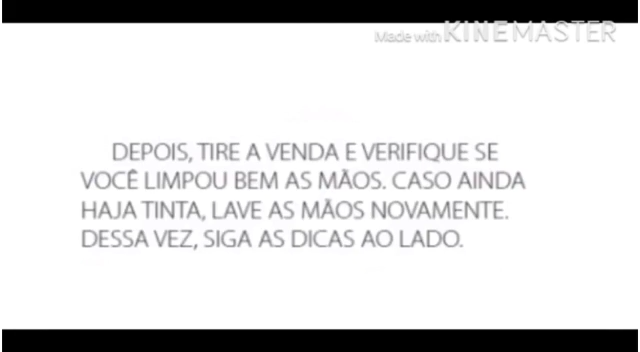 Made with KINEMASTER
DEPOIS, TIRE A VENDA E VERIFIQUE SE
VOCÊ LIMPOU BEM AS MÃOS. CASO AINDA
HAJA TINTA, LAVE AS MÃOS NOVAMENTE.
DESSA VEZ, SIGA AS DICAS AO LADO.